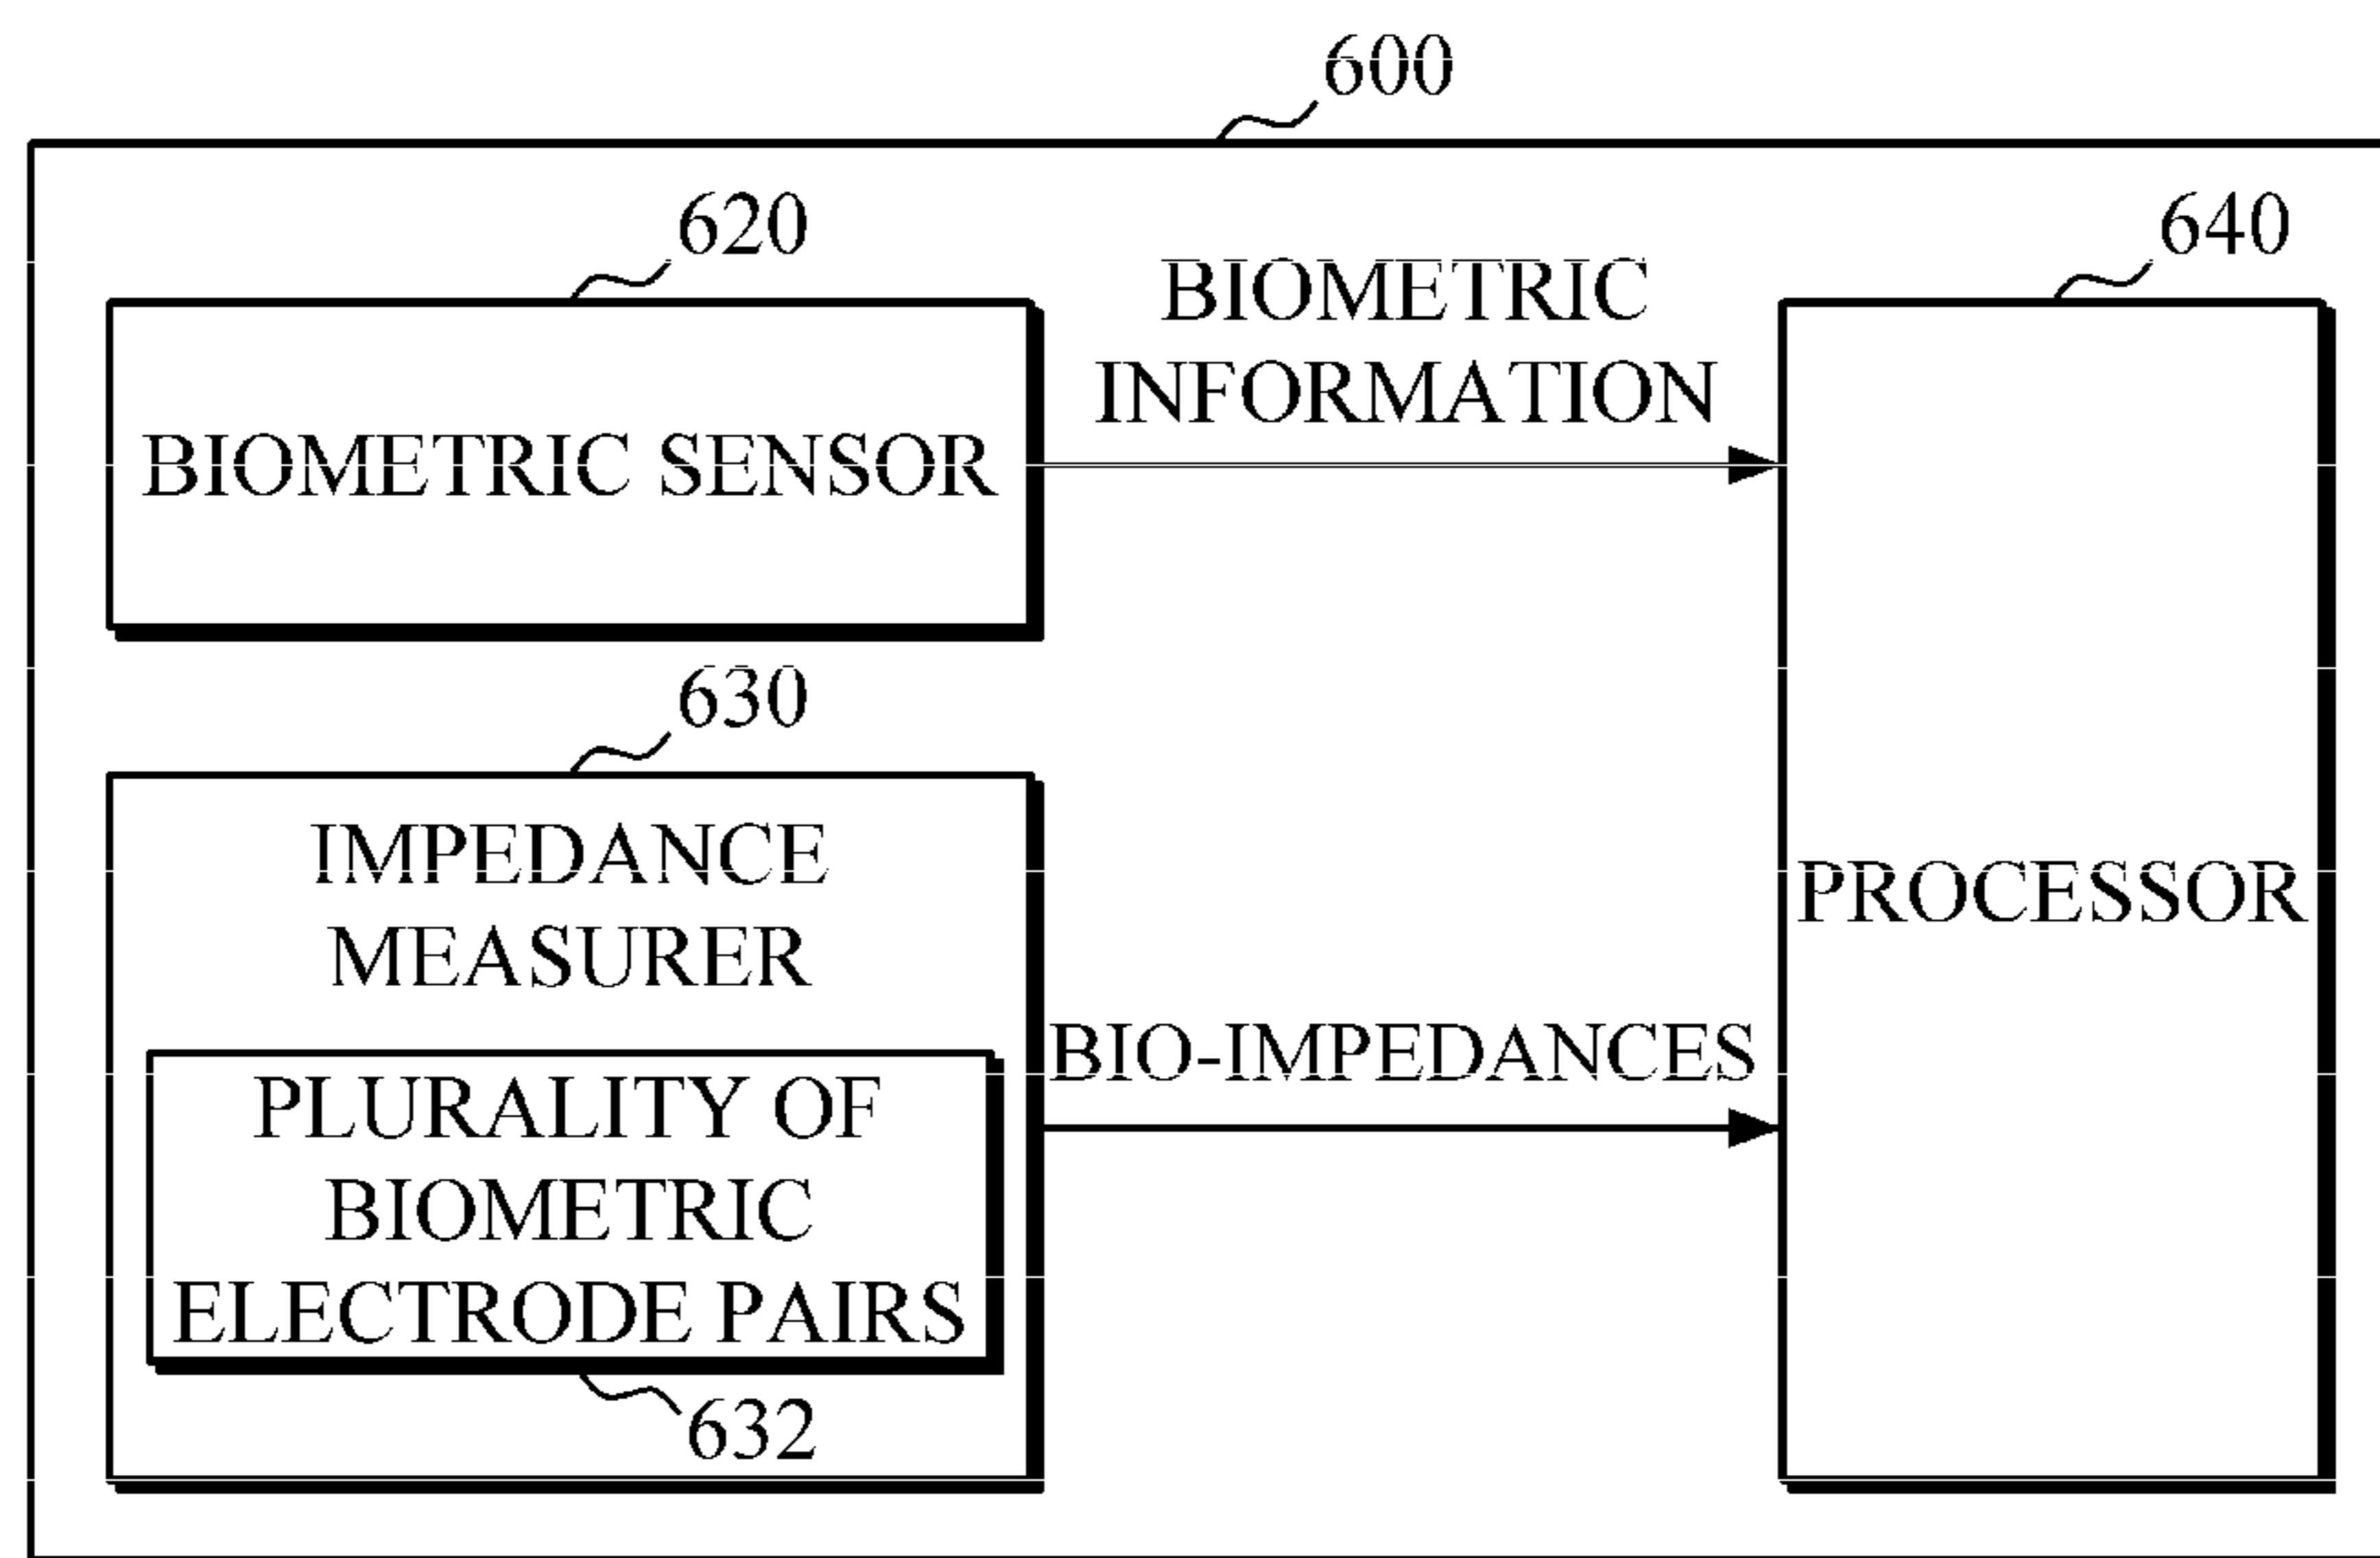 600
620
BIOMETRIC SENSOR
BIOMETRIC
INFORMATION
640
PROCESSOR
630
IMPEDANCE
MEASURER
PLURALITY OF
BIOMETRIC
ELECTRODE PAIRS
632
BIO-IMPEDANCES